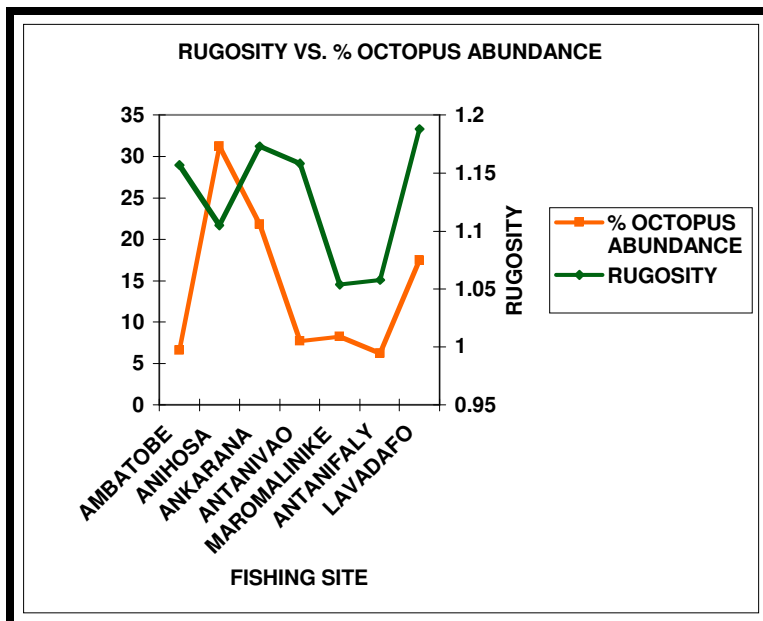 RUGOSITY VS. % OCTOPUS ABUNDANCE
35
30
25
20
15
10
5
0
1.2
1.15
1.1
1.05
1
0.95
RUGOSITY
% OCTOPUS
ABUNDANCE
RUGOSITY
AMBATOBE
ANIHOSA
ANKARANA
ANTANIVAO
MAROMALINIKE
ANTANIFALY
LAVADAFO
FISHING SITE